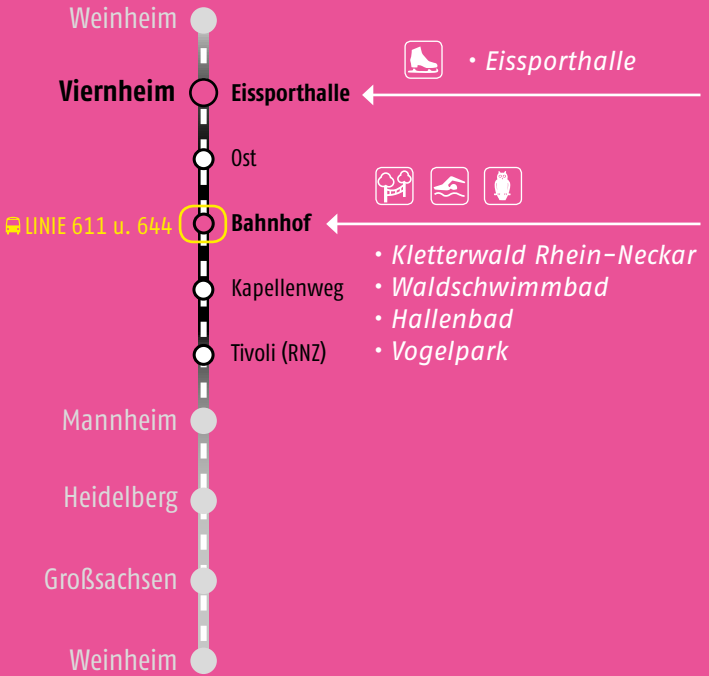 Weinheim
• Eissporthalle
Viernheim Eissporthalle
Ost
LINIE 611 u. 644 Bahnhof
• Kletterwald Rhein-Neckar
Kapellenweg • Waldschwimmbad
• Hallenbad
Tivoli (RNZ) • Vogelpark
Mannheim
Heidelberg
Großsachsen
Weinheim